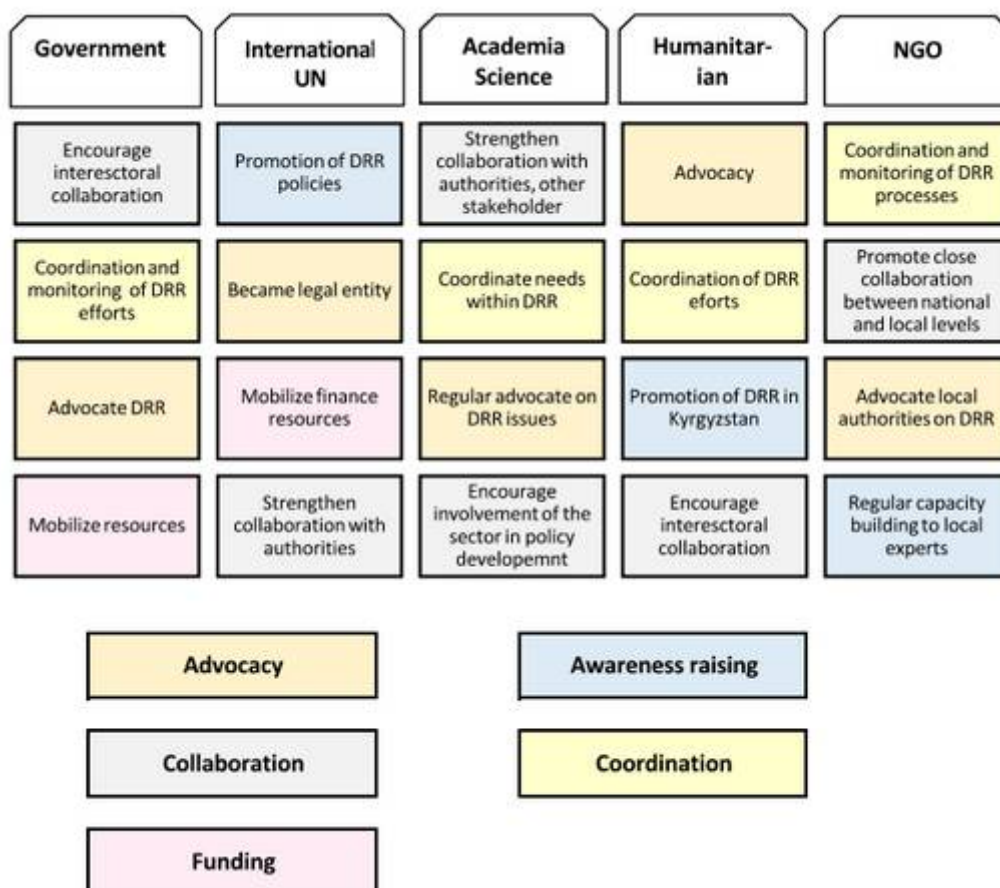 Government
International
UN
Academia
Science
Humanitar-
ian
NGO
Encourage
interesctoral
collaboration
Promotion of DRR
policies
Strengthen
collaboration with
authorities, other
stakeholder
Advocacy
Coordination and
monitoring of DRR
processes
Coordination and
monitoring of DRR
efforts
Became legal entity
Coordinate needs
within DRR
Coordination of DRR
eforts
Promote close
collaboration
between national
and local levels
Advocate DRR
Mobilize finance
resources
Regular advocate on
DRR issues
Promotion of DRR in
Kyrgyzstan
Advocate local
authorities on DRR
Mobilize resources
Strengthen
collaboration with
authorities
Encourage
involvement of the
sector in policy
developemnt
Encourage
interesctoral
collaboration
Regular capacity
building to local
experts
Advocacy
Awareness raising
Collaboration
Coordination
Funding